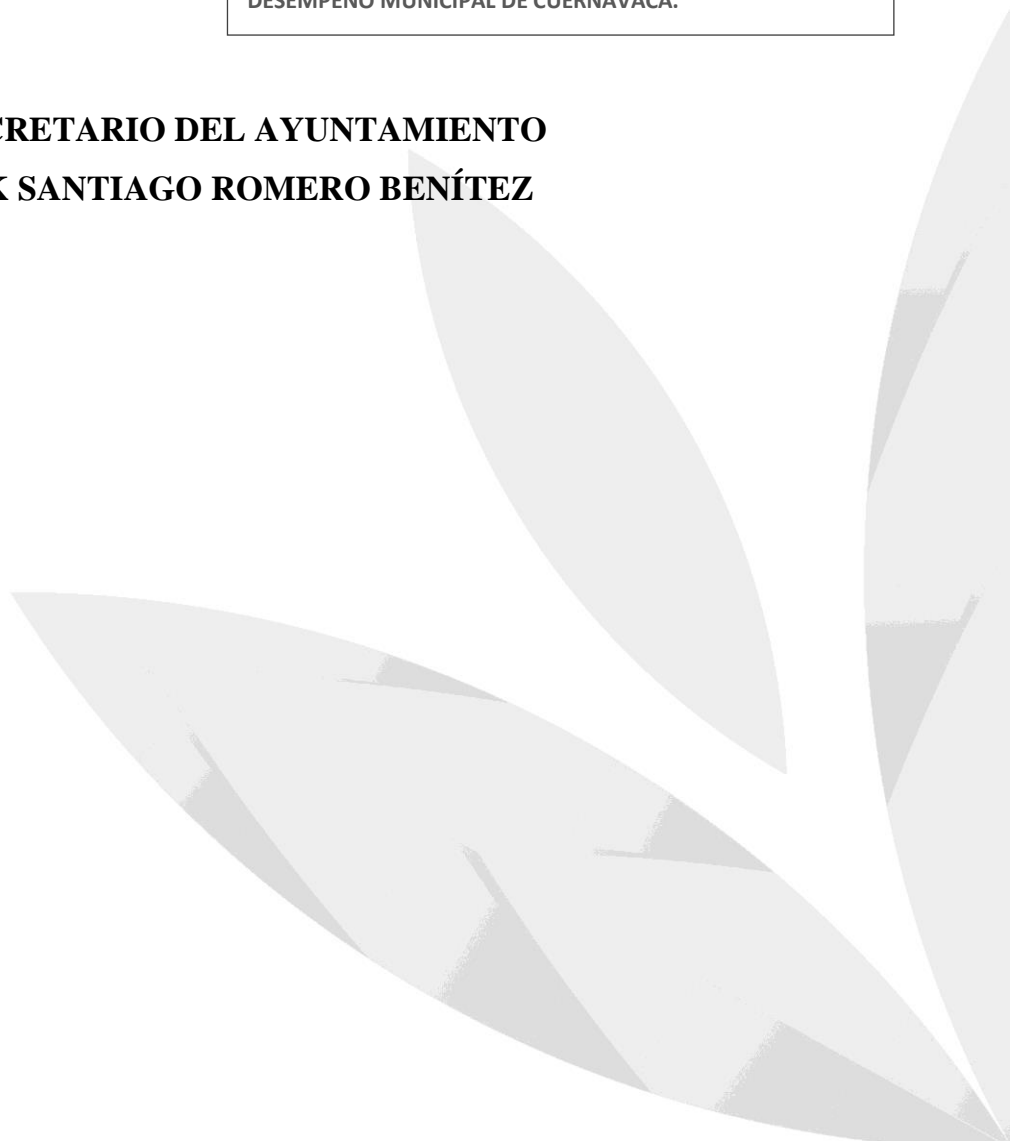 DESEMPEÑO MUNICIPAL DE CUERNAVACA.
CRETARIO DEL AYUNTAMIENTO
K SANTIAGO ROMERO BENÍTEZ